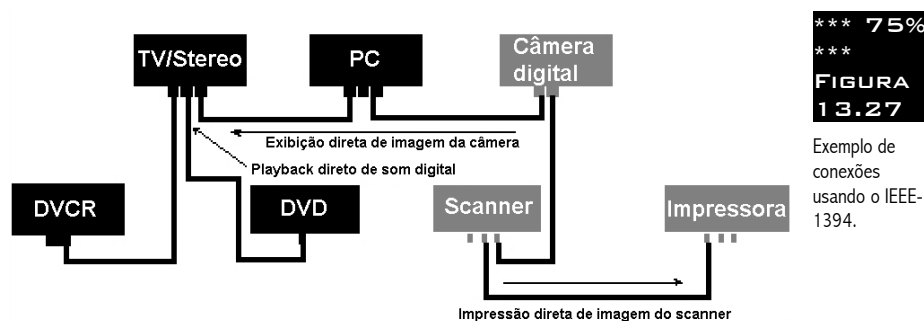 TV/Stereo
PC
Câmera
digital
Exibição direta de imagem da câmera
Playback direto de som digital
DVCR
DVD
Scanner
Impressora
Impressão direta de imagem do scanner
*** 75%
***
FIGURA
13.27
Exemplo de
conexões
usando o IEEE-
1394.